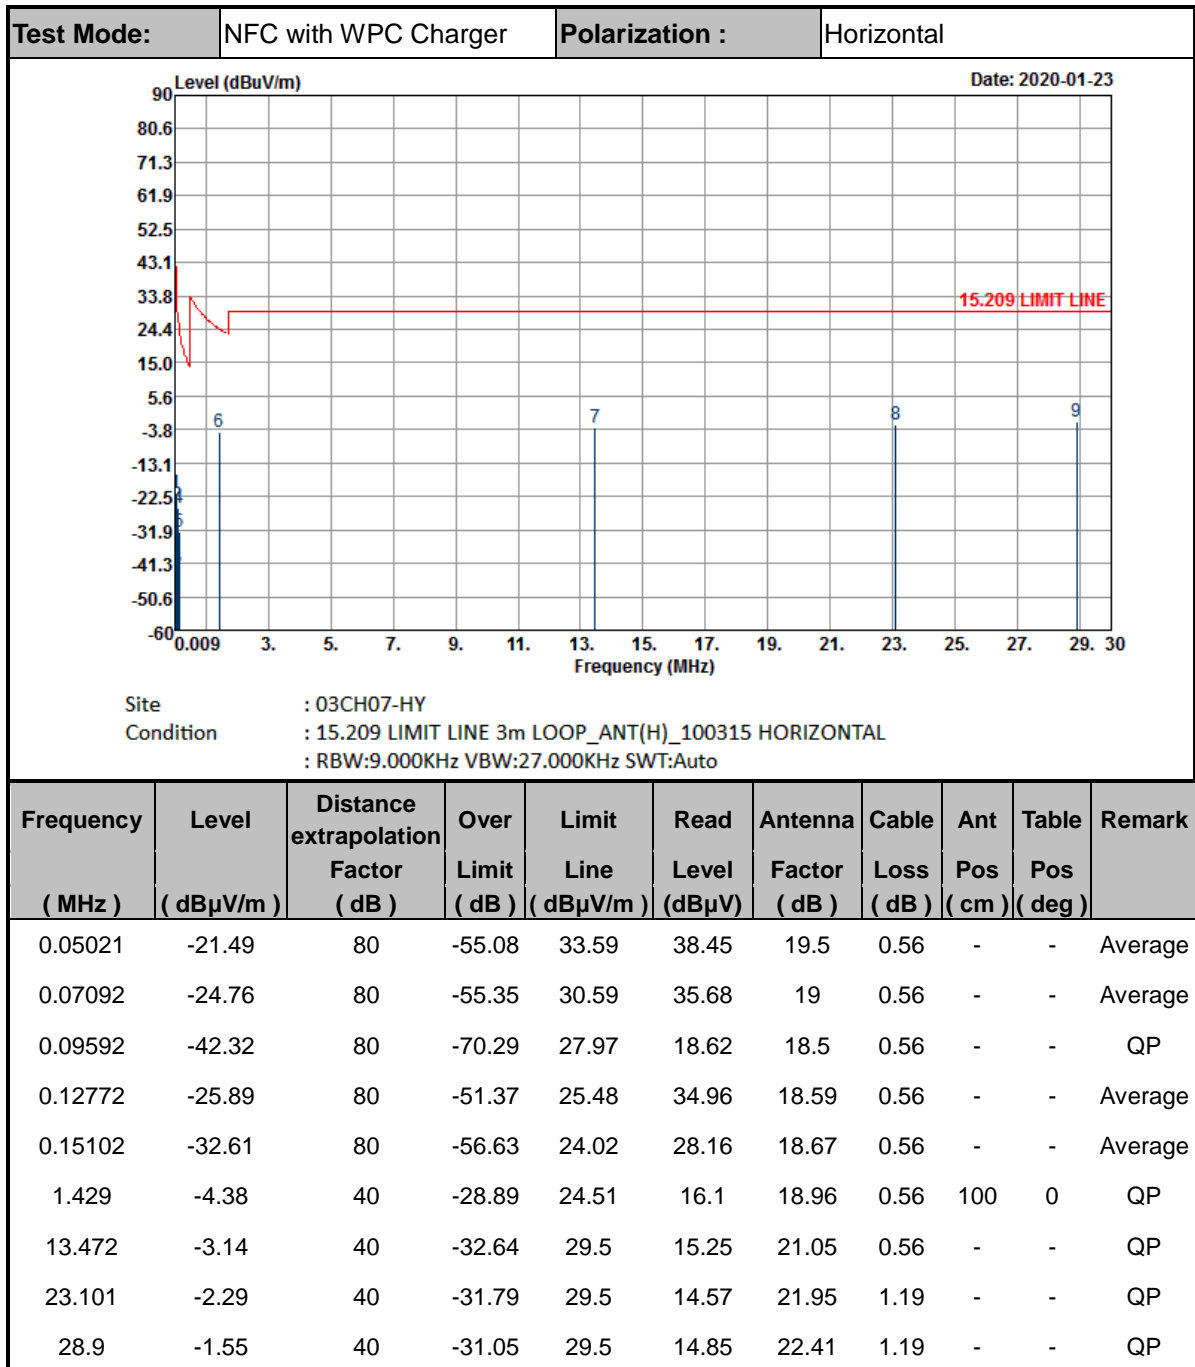 Test Mode: NFC with WPC Charger Polarization : Horizontal
Level (dBuV/m) Date: 2020-01-23
90
80.6
71.3
61.9
52.5
43.1
33.8
15.209 LIMIT LINE
24.4
15.0
5.6
6 7 8 9
-3.8
-13.1
-22.5
-31.9
-41.3
-50.6
-60
0.009 3. 5. 7. 9. 11. 13. 15. 17. 19. 21. 23. 25. 27. 29. 30
Frequency (MHz)
Site : 03CH07-HY
Condition : 15.209 LIMIT LINE 3m LOOP_ANT(H)_100315 HORIZONTAL
: RBW:9.000KHz VBW:27.000KHz SWT:Auto
Frequency Level Distance extrapolation Over Limit Read Antenna Cable Ant Table Remark
Factor Limit Line Level Factor Loss Pos Pos
( MHz ) ( dBµV/m ) ( dB ) ( dB ) ( dBµV/m ) (dBµV) ( dB ) ( dB ) ( cm ) ( deg )
0.05021 -21.49 80 -55.08 33.59 38.45 19.5 0.56 - - Average
0.07092 -24.76 80 -55.35 30.59 35.68 19 0.56 - - Average
0.09592 -42.32 80 -70.29 27.97 18.62 18.5 0.56 - - QP
0.12772 -25.89 80 -51.37 25.48 34.96 18.59 0.56 - - Average
0.15102 -32.61 80 -56.63 24.02 28.16 18.67 0.56 - - Average
1.429 -4.38 40 -28.89 24.51 16.1 18.96 0.56 100 0 QP
13.472 -3.14 40 -32.64 29.5 15.25 21.05 0.56 - - QP
23.101 -2.29 40 -31.79 29.5 14.57 21.95 1.19 - - QP
28.9 -1.55 40 -31.05 29.5 14.85 22.41 1.19 - - QP